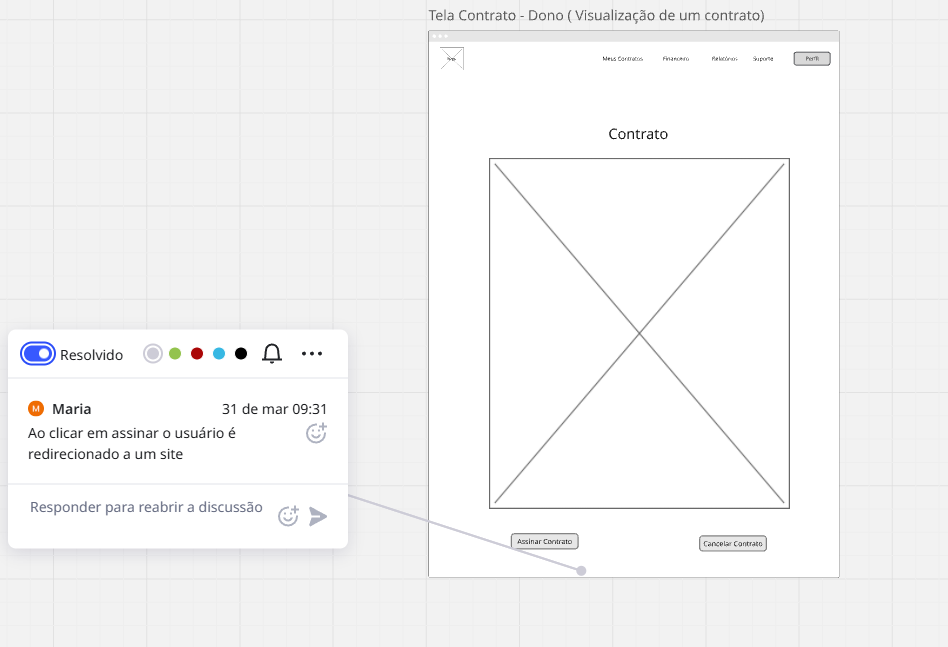 Tela Contrato - Dono ( Visualização de um contrato)
Meus Contratos Financeiro Relatórios Suporte Perfil
Contrato
Resolvido
M Maria 31 de mar 09:31
Ao clicar em assinar o usuário é
redirecionado a um site
Responder para reabrir a discussão
Assinar Contrato Cancelar Contrato